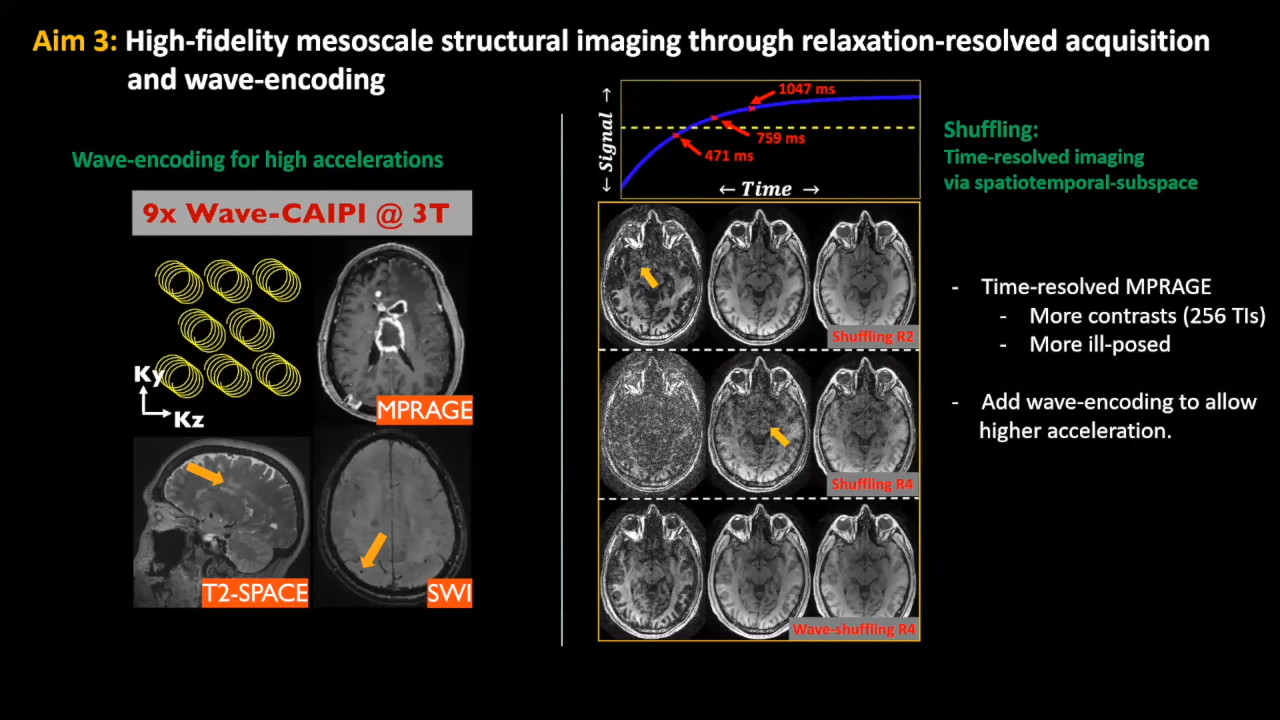 Aim 3: High-fidelity mesoscale structural imaging through relaxation-resolved acquisition
and wave-encoding
Wave-encoding for high accelerations
9x Wave-CAIPI @ 3T
Ky
Kz
MPRAGE
T2-SPACE
SWI
← Signal →
1047 ms
759 ms
471 ms
← Time →
Shuffling R2
Shuffling R4
Wave-shuffling R4
Shuffling:
Time-resolved imaging
via spatiotemporal-subspace
- Time-resolved MPRAGE
- More contrasts (256 TIs)
- More ill-posed
- Add wave-encoding to allow
higher acceleration.